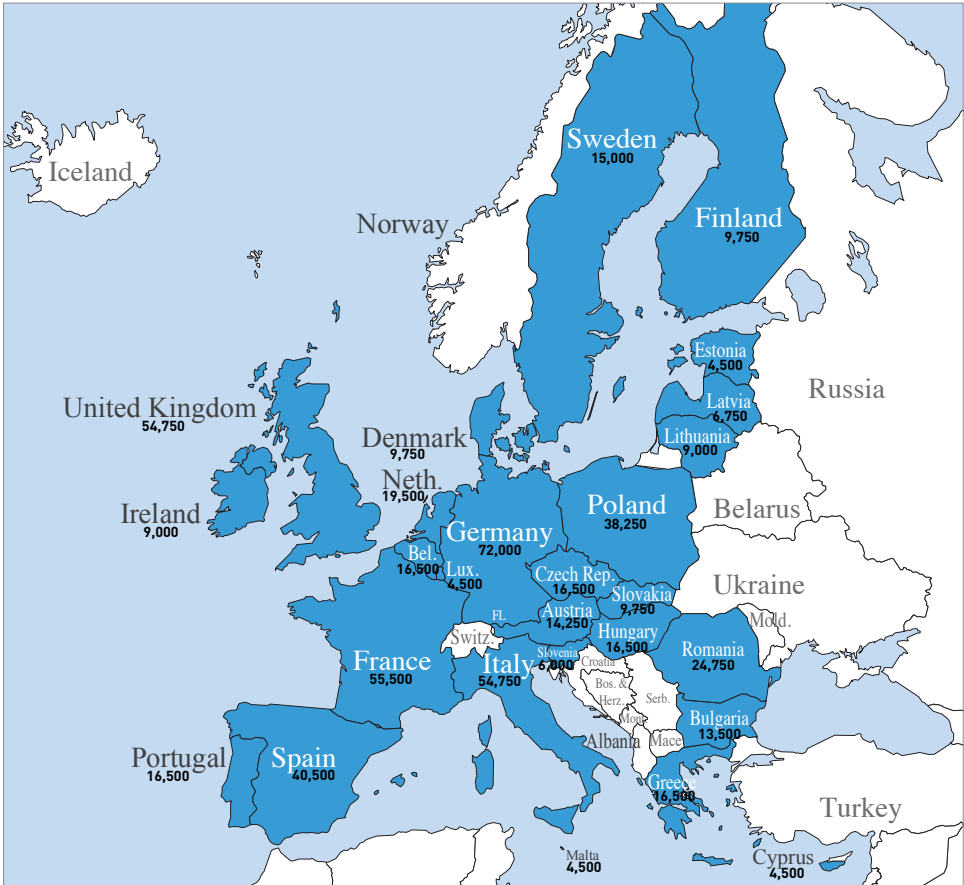 Sweden
15,000
Iceland
Norway
Finland
9,750
Estonia
4,500
Russia
Latvia
6,750
United Kingdom
54,750
Lithuania
9,000
Denmark
9,750
Neth.
19,500
Poland
38,250
Belarus
Ireland
9,000
Germany
72,000
Bel.
16,500
Lux.
4,500
Czech Rep.
16,500
Ukraine
Slovakia
9,750
Austria
14,250
FL
Mold.
Switz.
Hungary
16,500
Romania
24,750
France
55,500
Italy
54,750
Slovenia
6,000
Croatia
Bos. &
Herz.
Serb.
Mont.
Bulgaria
13,500
Albania
Mace
Portugal
16,500
Spain
40,500
Greece
16,500
Turkey
Malta
4,500
Cyprus
4,500